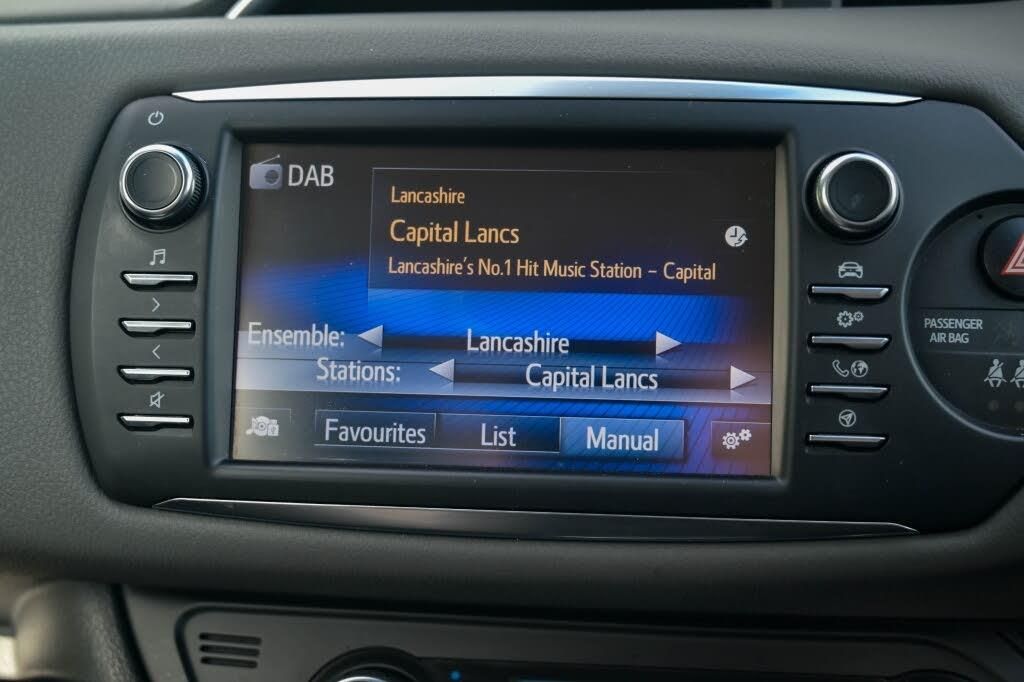 DAB
Lancashire
Capital Lancs
Lancashire's No.1 Hit Music Station - Capital
Ensemble: Lancashire
Stations: Capital Lancs
Favourites List Manual
PASSENGER
AIR BAG